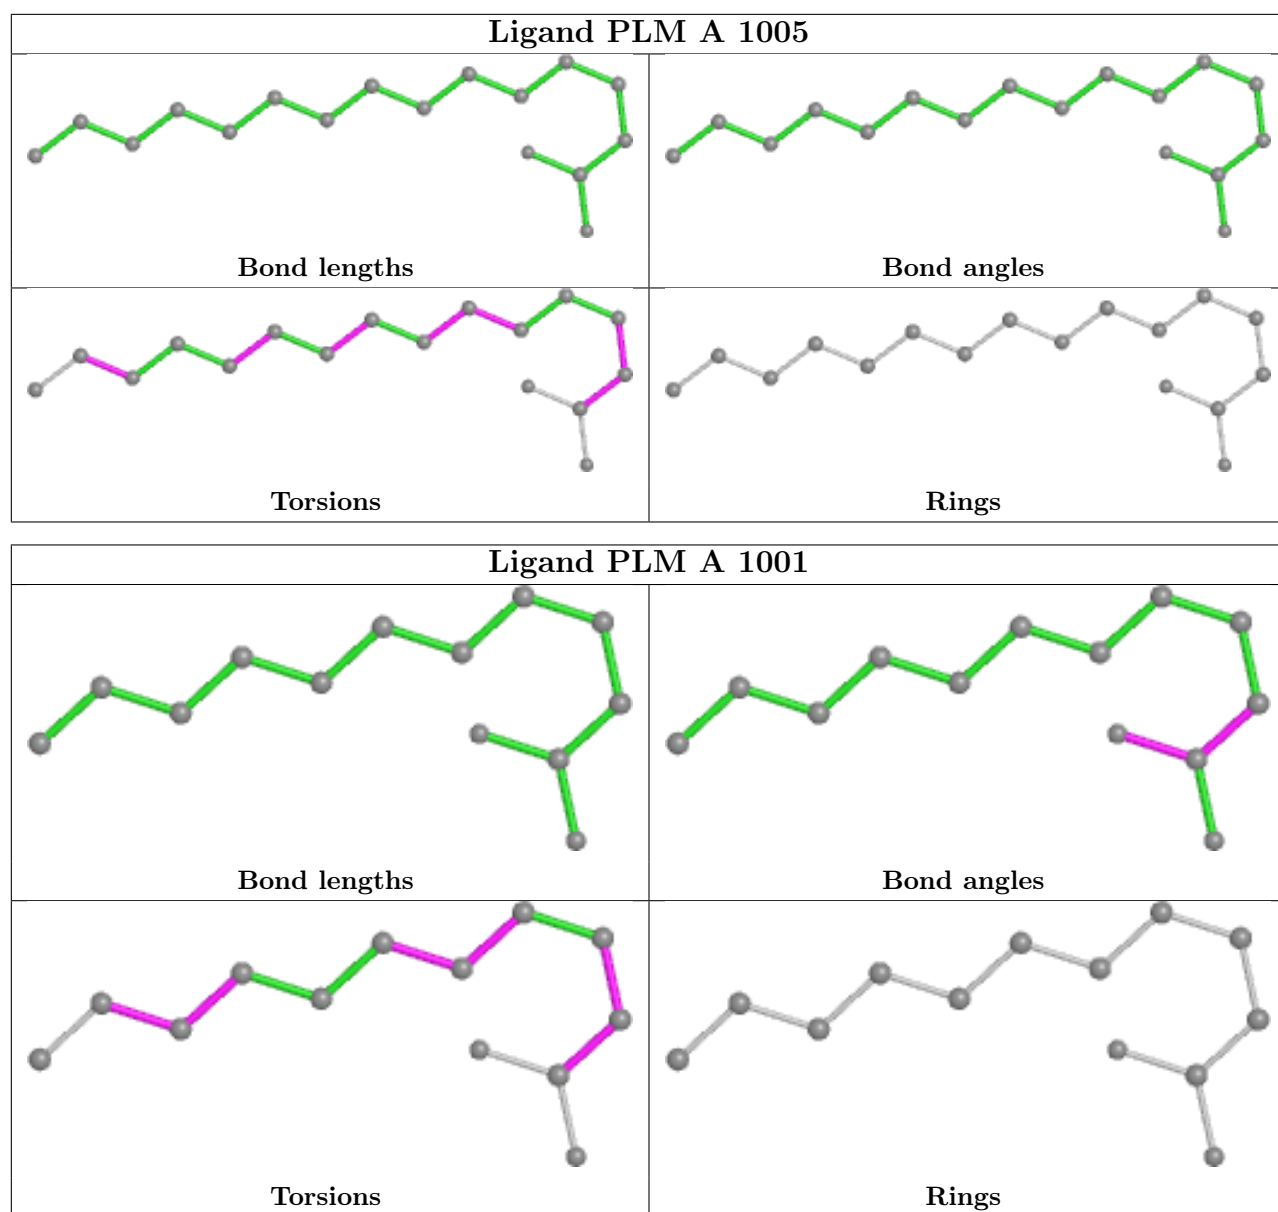 Ligand PLM A 1005
Bond lengths
Bond angles
Torsions
Rings
Ligand PLM A 1001
Bond lengths
Bond angles
Torsions
Rings